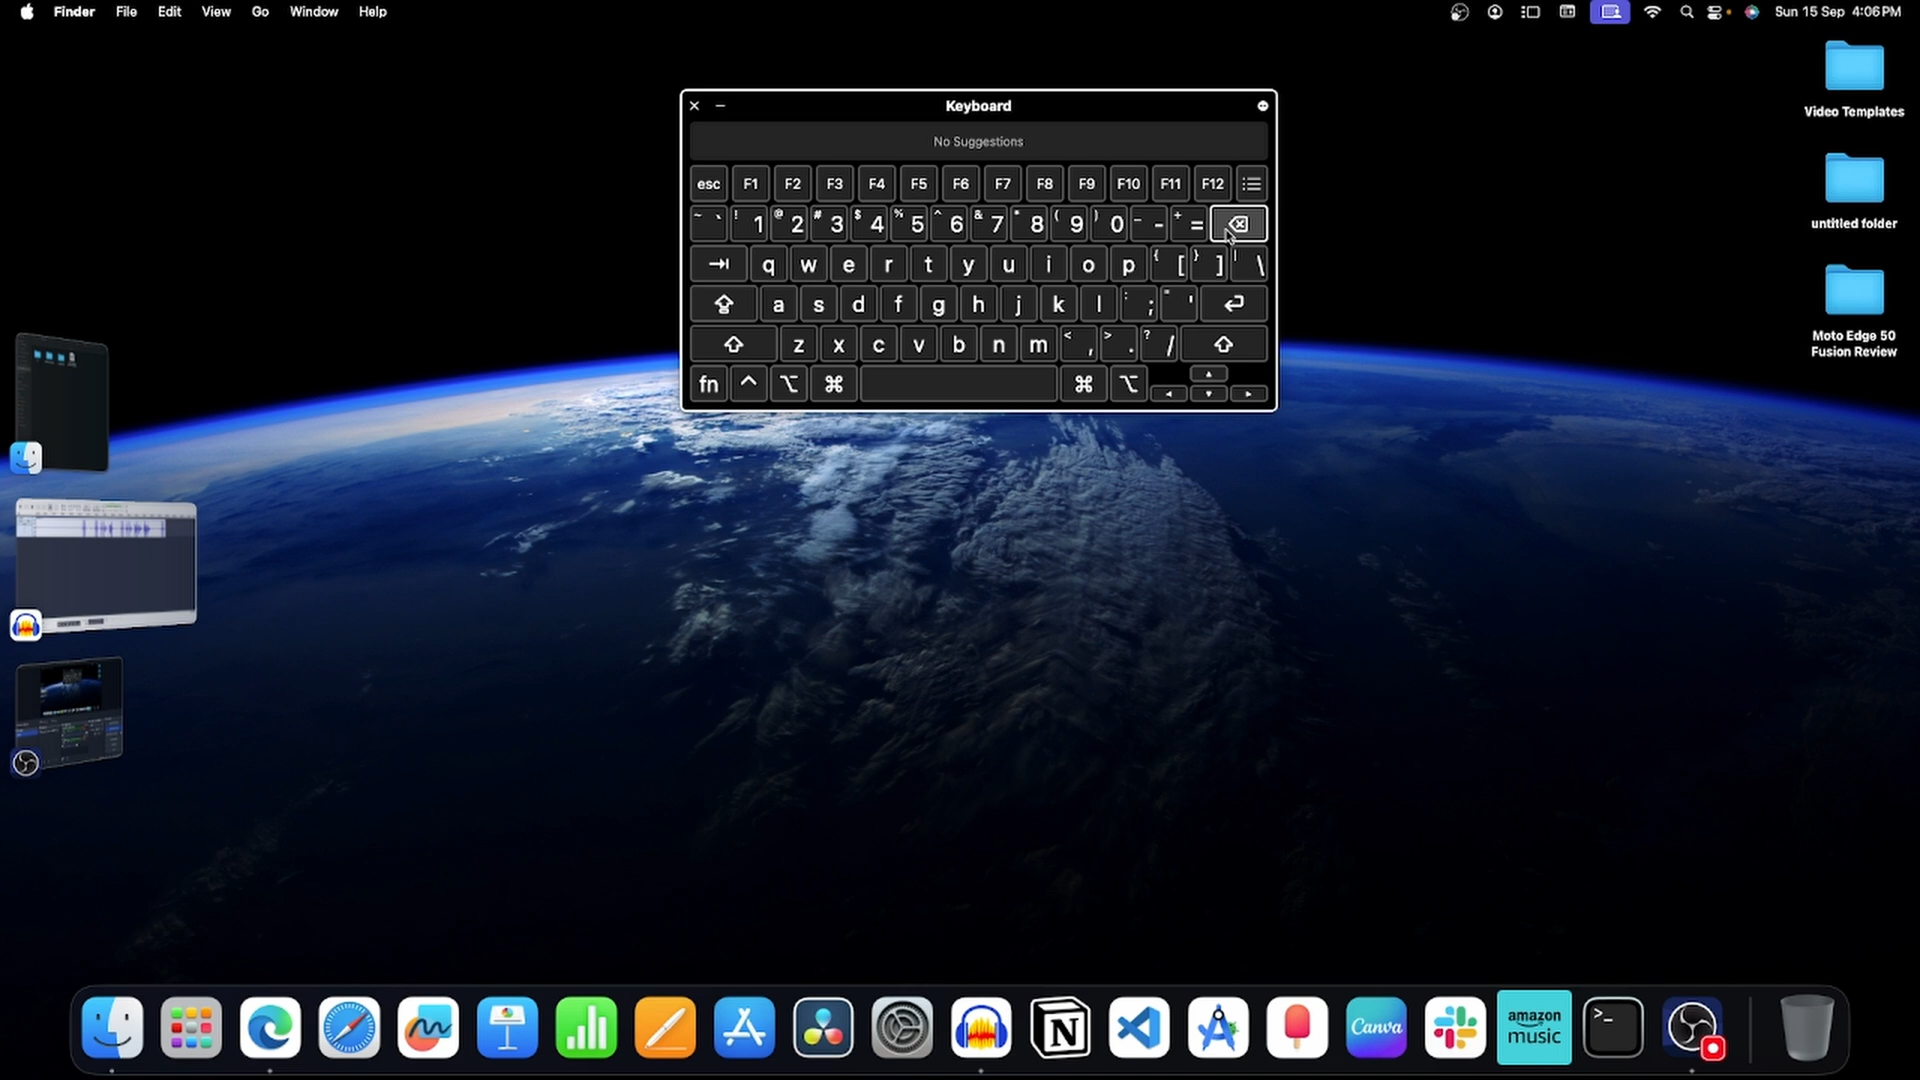 Finder File Edit View Go Window Help
Sun 15 Sep 4:06 PM
Video Templates
untitled folder
Moto Edge 50
Fusion Review
Keyboard
No Suggestions
esc F1 F2 F3 F4 F5 F6 F7 F8 F9 F10 F11 F12
~ ` ! 1 @ 2 # 3 $ 4 % 5 ^ 6 & 7 * 8 ( 9 ) 0 _ - + =
q w e r t y u i o p { [ } ] | \
a s d f g h j k l : ; " '
z x c v b n m < , > . ? /
fn ^ ⌥ ⌘ ⌘ ⌥
Canva
amazon
music
>_